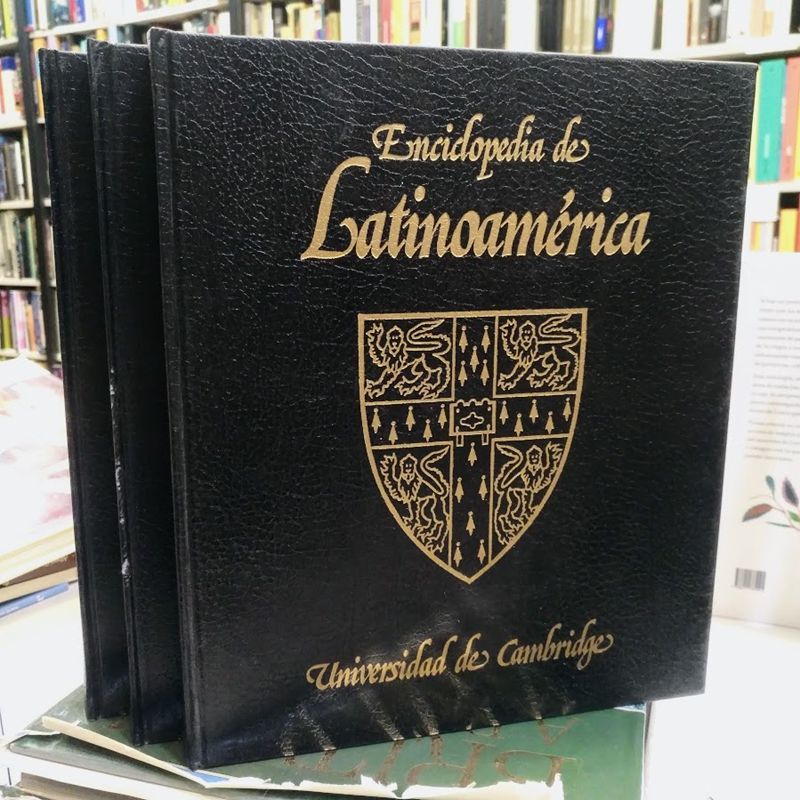 Enciclopedia de
Latinoamérica
Universidad de Cambridge